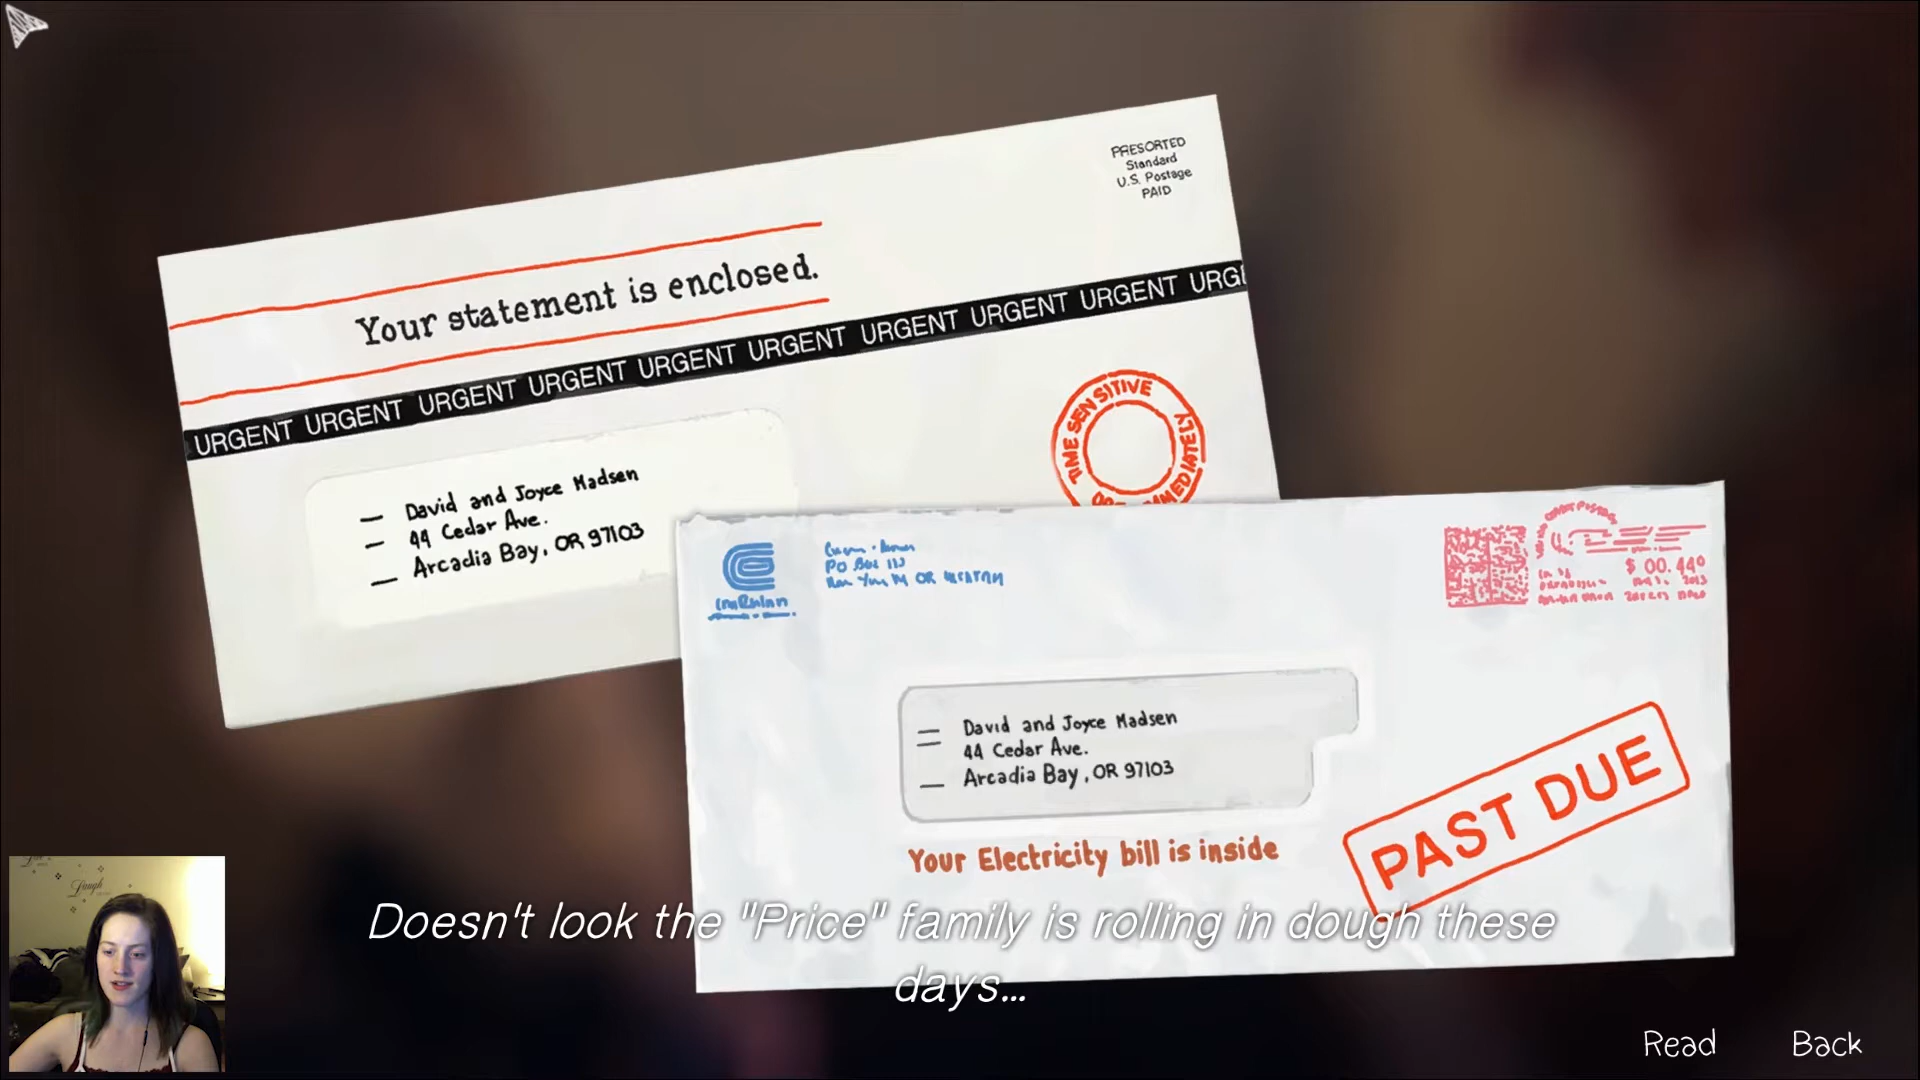 PRESORTED
Standard
U.S. Postage
PAID
Your statement is enclosed.
URGENT URGENT URGENT URGENT URGENT URGENT URGENT URGENT URGENT URGE
TIME SENSITIVE
David and Joyce Madsen
44 Cedar Ave.
Arcadia Bay, OR 97103
PO Box
$ 00.44⁰
David and Joyce Madsen
44 Cedar Ave.
Arcadia Bay, OR 97103
Your Electricity bill is inside
PAST DUE
Laugh
Doesn't look the "Price" family is rolling in dough these
days...
Read Back